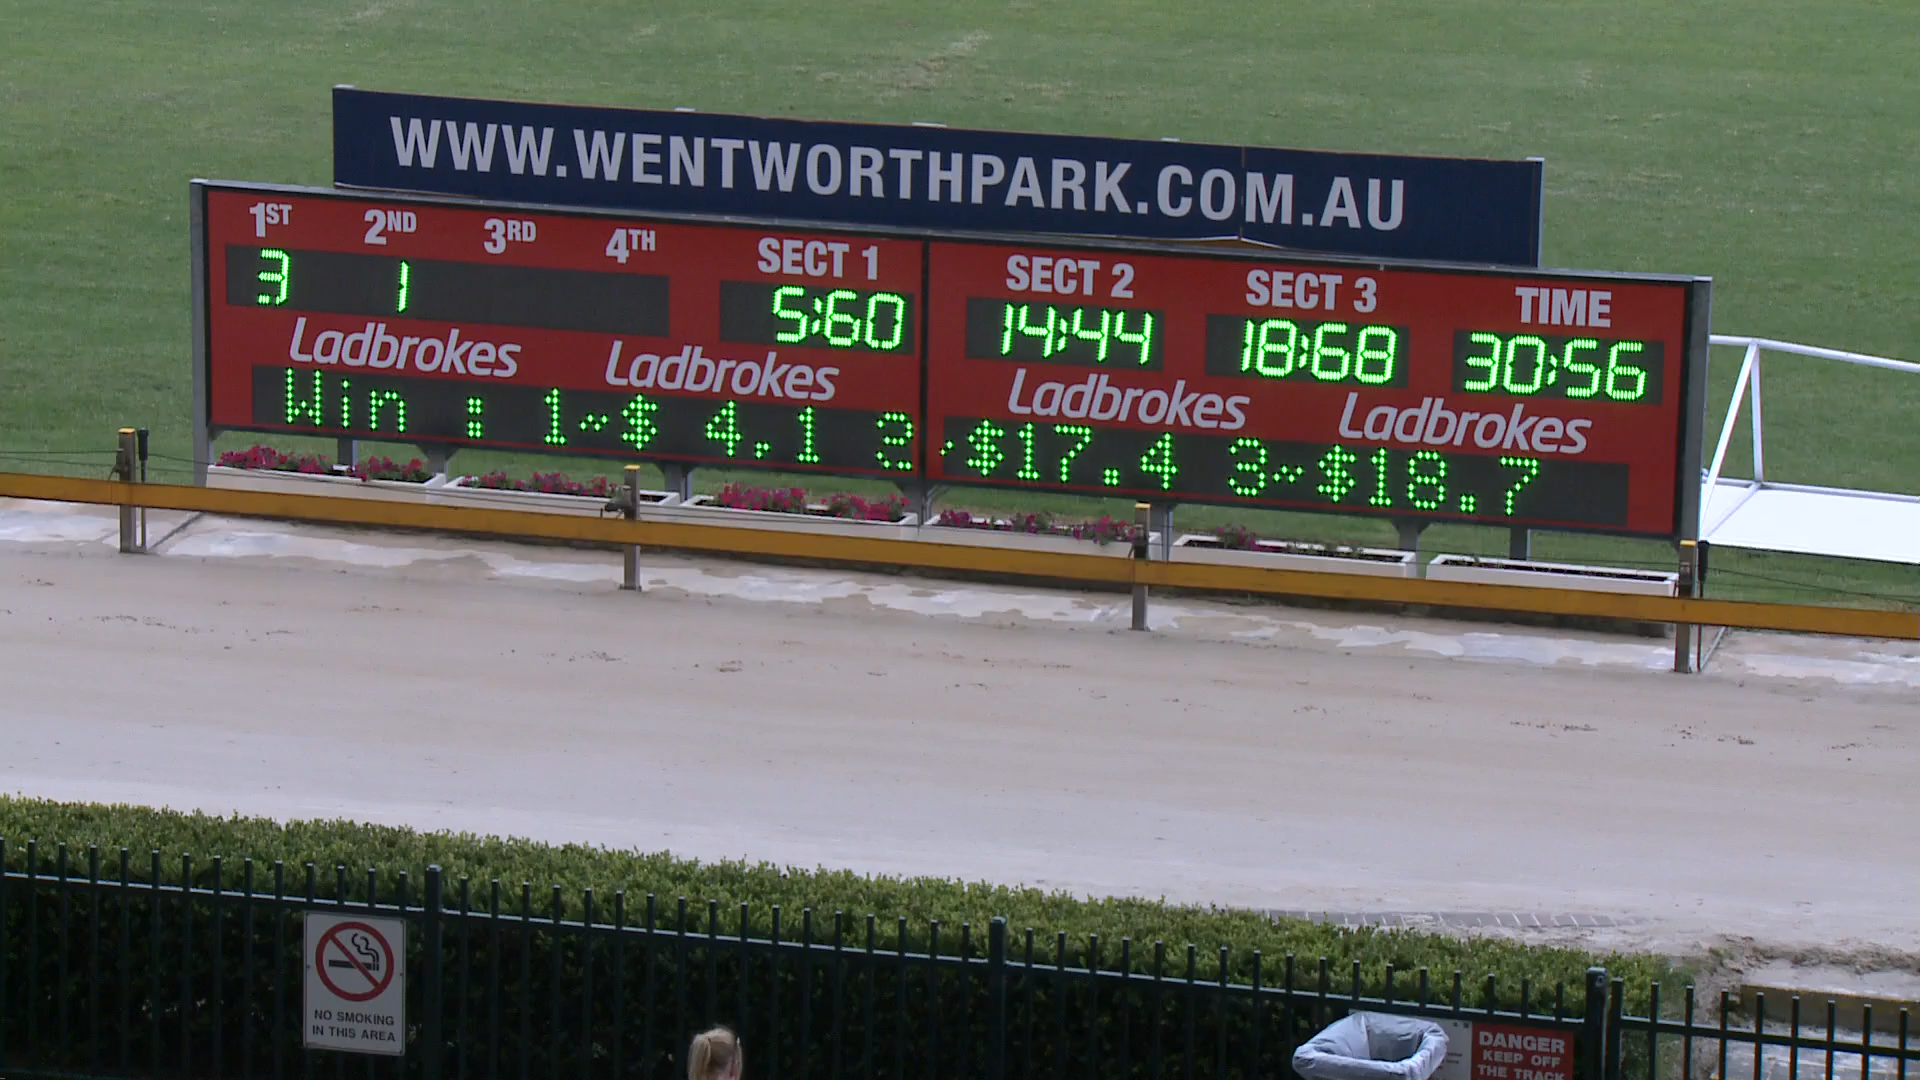 WWW.WENTWORTHPARK.COM.AU
1ST 2ND 3RD 4TH SECT 1 SECT 2 SECT 3 TIME
3 1 5:60 14:44 18:68 30:56
Ladbrokes Ladbrokes Ladbrokes Ladbrokes
Win : 1~$ 4.1 2~$17.4 3~$18.7
NO SMOKING
IN THIS AREA
DANGER
KEEP OFF
THE TRACK